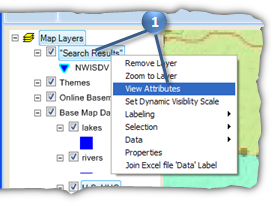 1
Map Layers
"Search Results"
NWISDV
Themes
Online Basem
Base Map Da
lakes
rivers
Remove Layer
Zoom to Layer
View Attributes
Set Dynamic Visiblity Scale
Labeling
Selection
Data
Properties
Join Excel file 'Data' Label